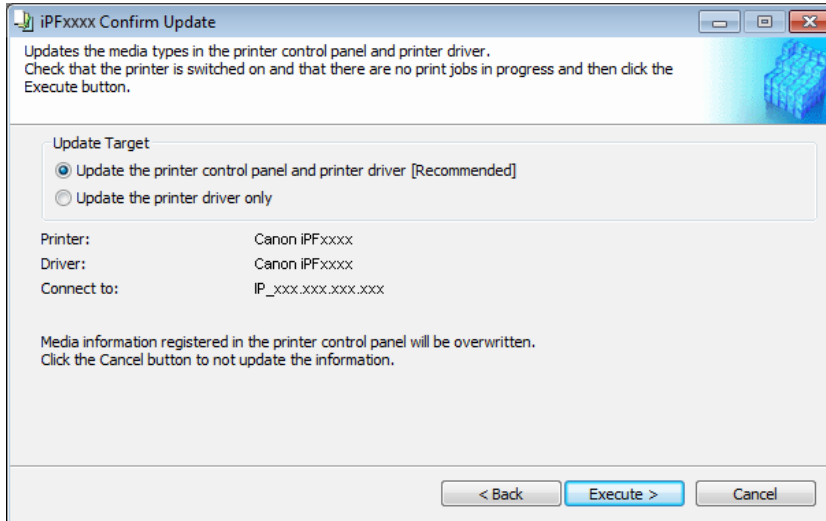 iPFxxxx Confirm Update
Updates the media types in the printer control panel and printer driver.
Check that the printer is switched on and that there are no print jobs in progress and then click the
Execute button.
Update Target
Update the printer control panel and printer driver [Recommended]
Update the printer driver only
Printer: Canon iPFxxxx
Driver: Canon iPFxxxx
Connect to: IP_xxx.xxx.xxx.xxx
Media information registered in the printer control panel will be overwritten.
Click the Cancel button to not update the information.
< Back Execute > Cancel